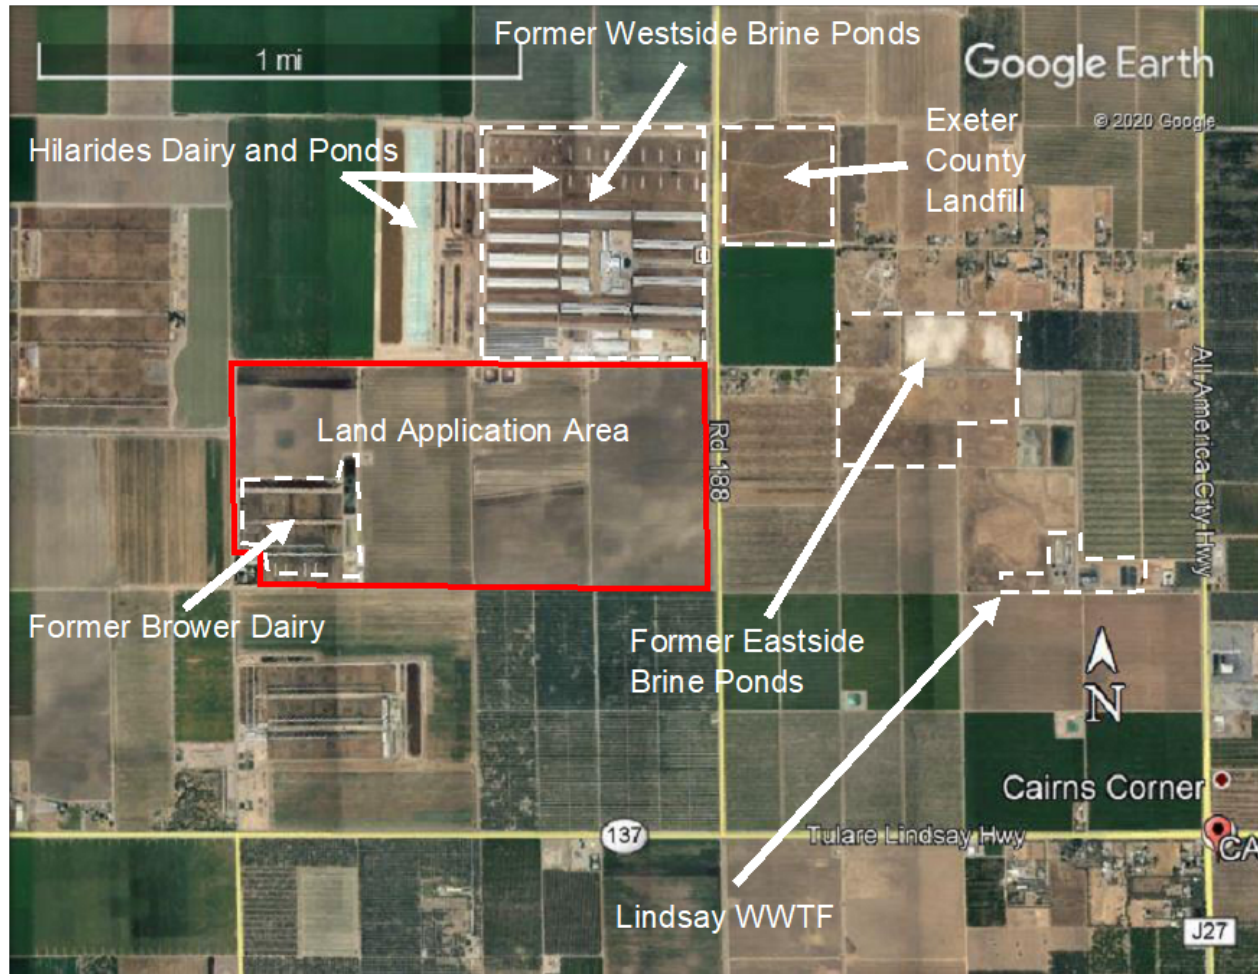 Former Westside Brine Ponds
1 mi
Google Earth
© 2020 Google
Exeter
County
Landfill
Hilarides Dairy and Ponds
Land Application Area
Rd 188
All America City Hwy
Former Brower Dairy
Former Eastside
Brine Ponds
N
Cairns Corner
137
Tulare Lindsay Hwy
CA
Lindsay WWTF
J27